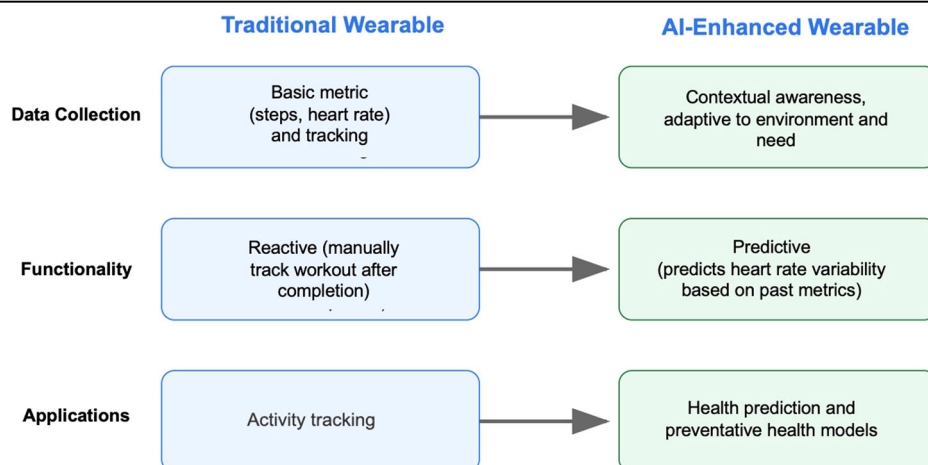 Traditional Wearable
AI-Enhanced Wearable
Data Collection
Basic metric
(steps, heart rate)
and tracking
Contextual awareness,
adaptive to environment and
need
Functionality
Reactive (manually
track workout after
completion)
Predictive
(predicts heart rate variability
based on past metrics)
Applications
Activity tracking
Health prediction and
preventative health models